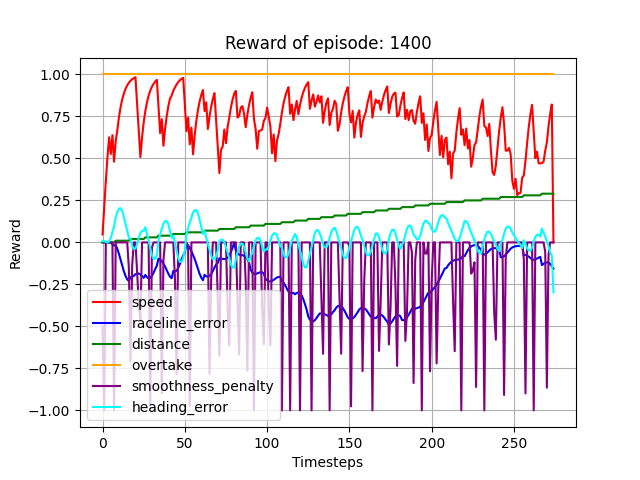 Reward of episode: 1400
Reward
1.00
0.75
0.50
0.25
0.00
−0.25
−0.50
−0.75
−1.00
speed
raceline_error
distance
overtake
smoothness_penalty
heading_error
0 50 100 150 200 250
Timesteps